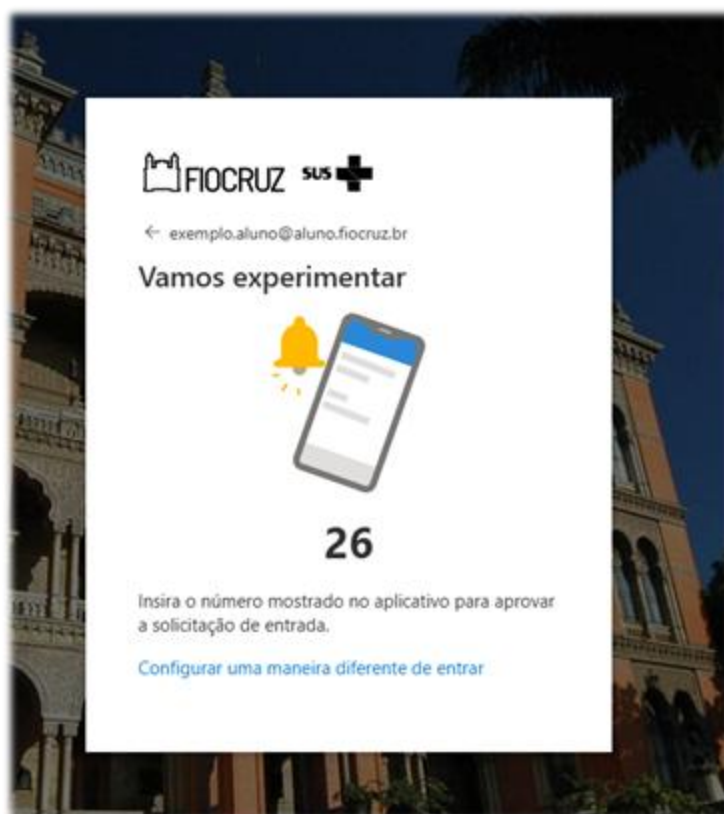 FIOCRUZ SUS
← exemplo.aluno@aluno.fiocruz.br
Vamos experimentar
26
Insira o número mostrado no aplicativo para aprovar
a solicitação de entrada.
Configurar uma maneira diferente de entrar